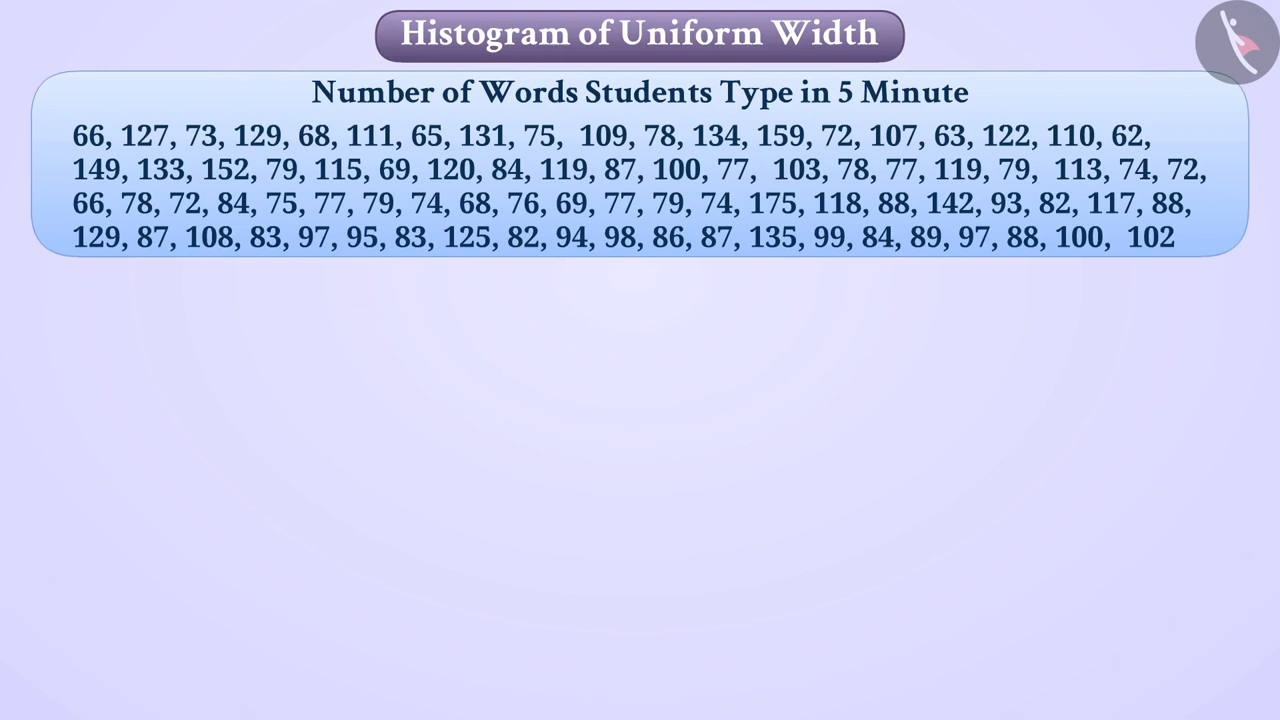 Histogram of Uniform Width
Number of Words Students Type in 5 Minute
66, 127, 73, 129, 68, 111, 65, 131, 75, 109, 78, 134, 159, 72, 107, 63, 122, 110, 62,
149, 133, 152, 79, 115, 69, 120, 84, 119, 87, 100, 77, 103, 78, 77, 119, 79, 113, 74, 72,
66, 78, 72, 84, 75, 77, 79, 74, 68, 76, 69, 77, 79, 74, 175, 118, 88, 142, 93, 82, 117, 88,
129, 87, 108, 83, 97, 95, 83, 125, 82, 94, 98, 86, 87, 135, 99, 84, 89, 97, 88, 100, 102